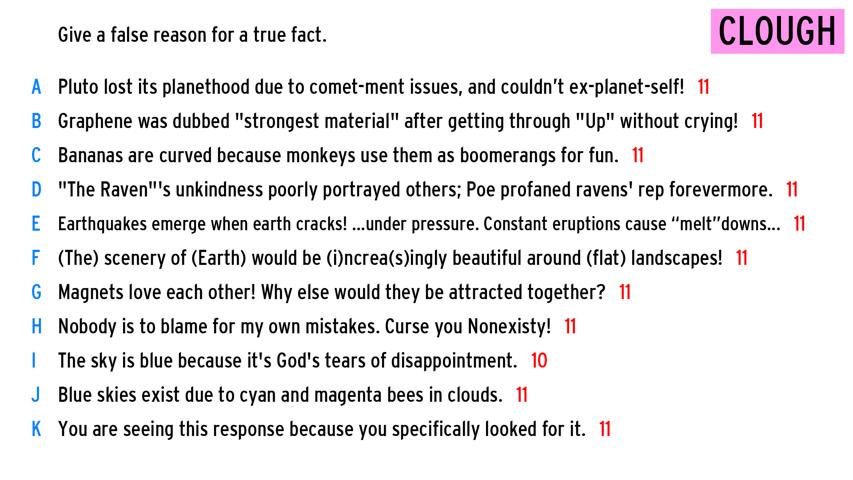 Give a false reason for a true fact.
CLOUGH
A Pluto lost its planethood due to comet-ment issues, and couldn't ex-planet-self! 11
B Graphene was dubbed "strongest material" after getting through "Up" without crying! 11
C Bananas are curved because monkeys use them as boomerangs for fun. 11
D "The Raven"'s unkindness poorly portrayed others; Poe profaned ravens' rep forevermore. 11
E Earthquakes emerge when earth cracks! ...under pressure. Constant eruptions cause “melt”downs... 11
F (The) scenery of (Earth) would be (i)ncrea(s)ingly beautiful around (flat) landscapes! 11
G Magnets love each other! Why else would they be attracted together? 11
H Nobody is to blame for my own mistakes. Curse you Nonexisty! 11
I The sky is blue because it's God's tears of disappointment. 10
J Blue skies exist due to cyan and magenta bees in clouds. 11
K You are seeing this response because you specifically looked for it. 11